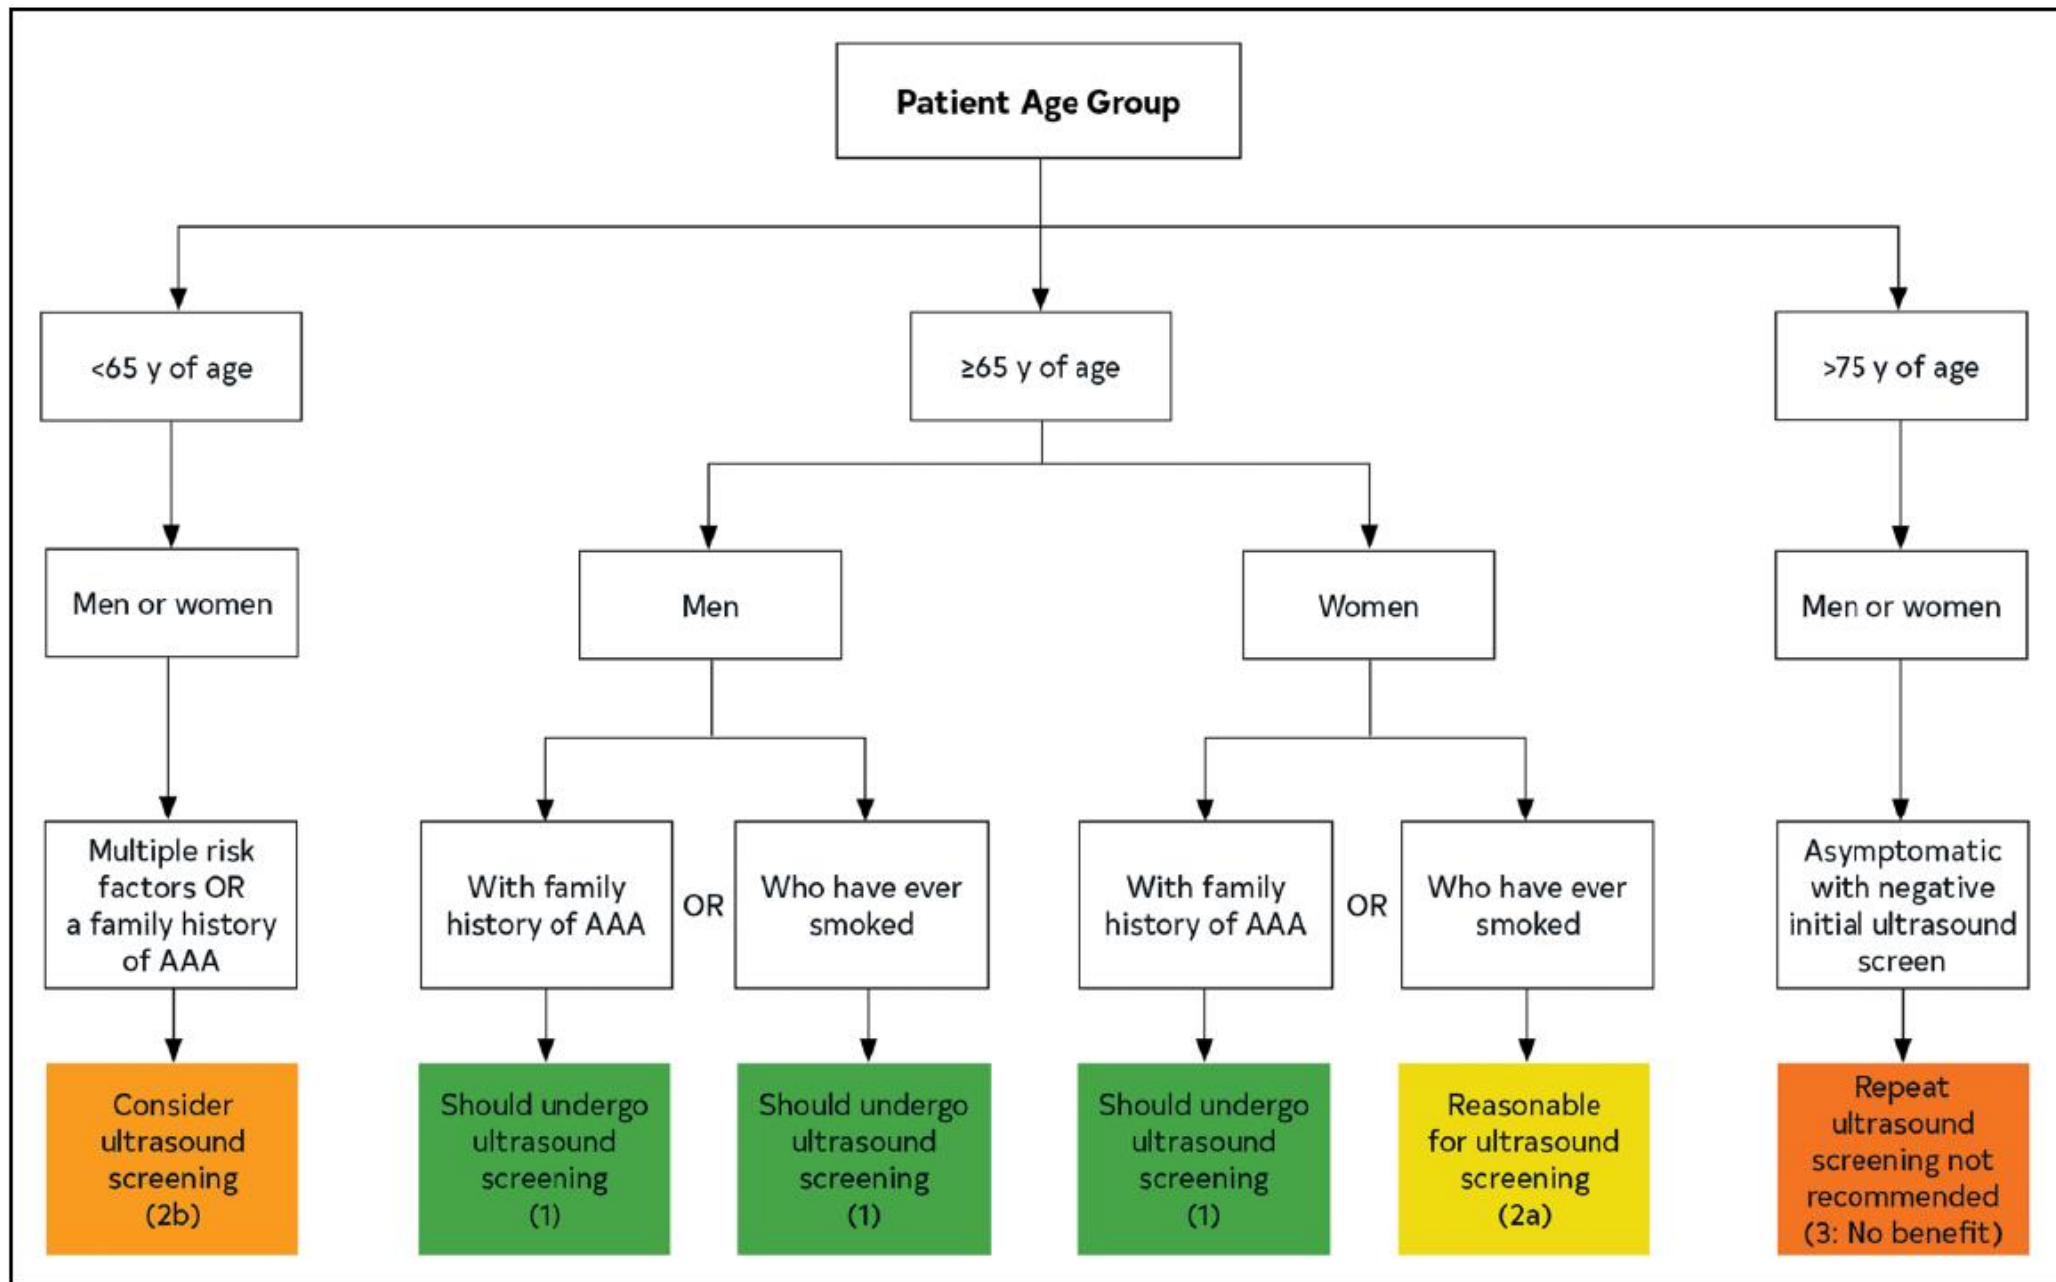 Patient Age Group
<65 y of age
≥65 y of age
>75 y of age
Men or women
Men
Women
Men or women
Multiple risk
factors OR
a family history
of AAA
With family
history of AAA
OR
Who have ever
smoked
With family
history of AAA
OR
Who have ever
smoked
Asymptomatic
with negative
initial ultrasound
screen
Consider
ultrasound
screening
(2b)
Should undergo
ultrasound
screening
(1)
Should undergo
ultrasound
screening
(1)
Should undergo
ultrasound
screening
(1)
Reasonable
for ultrasound
screening
(2a)
Repeat
ultrasound
screening not
recommended
(3: No benefit)